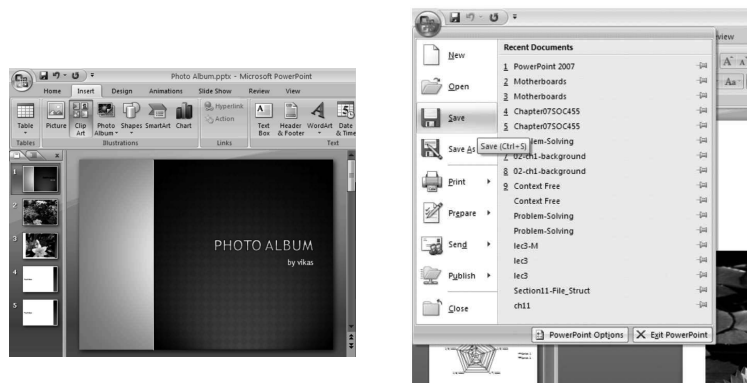 Photo Album.pptx - Microsoft PowerPoint
Home Insert Design Animations Slide Show Review View
Table Picture Clip Art Photo Album Shapes SmartArt Chart
Hyperlink
Action
Text Box Header & Footer WordArt Date & Time
Tables Illustrations Links Text
1
2
3
4
5
PHOTO ALBUM
by vikas
view
New
Open
Save
Save As
Print
Prepare
Send
Publish
Close
Save (Ctrl+S)
Recent Documents
1 PowerPoint 2007
2 Motherboards
3 Motherboards
4 Chapter07SOC455
5 Chapter07SOC455
lem-Solving
7 02-ch1-background
8 02-ch1-background
9 Context Free
Context Free
Problem-Solving
Problem-Solving
lec3-M
lec3
lec3
Section11-File_Struct
ch11
PowerPoint Options
Exit PowerPoint
Aa